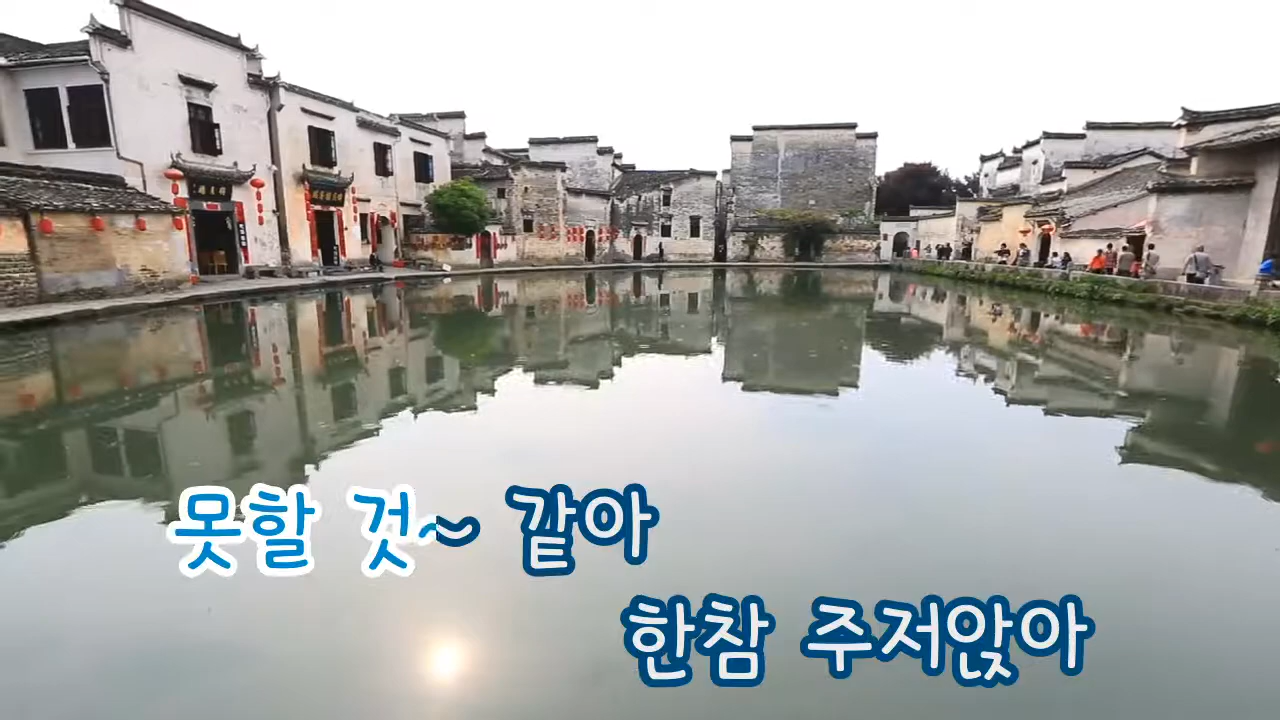 못할 것~ 같아
한참 주저앉아